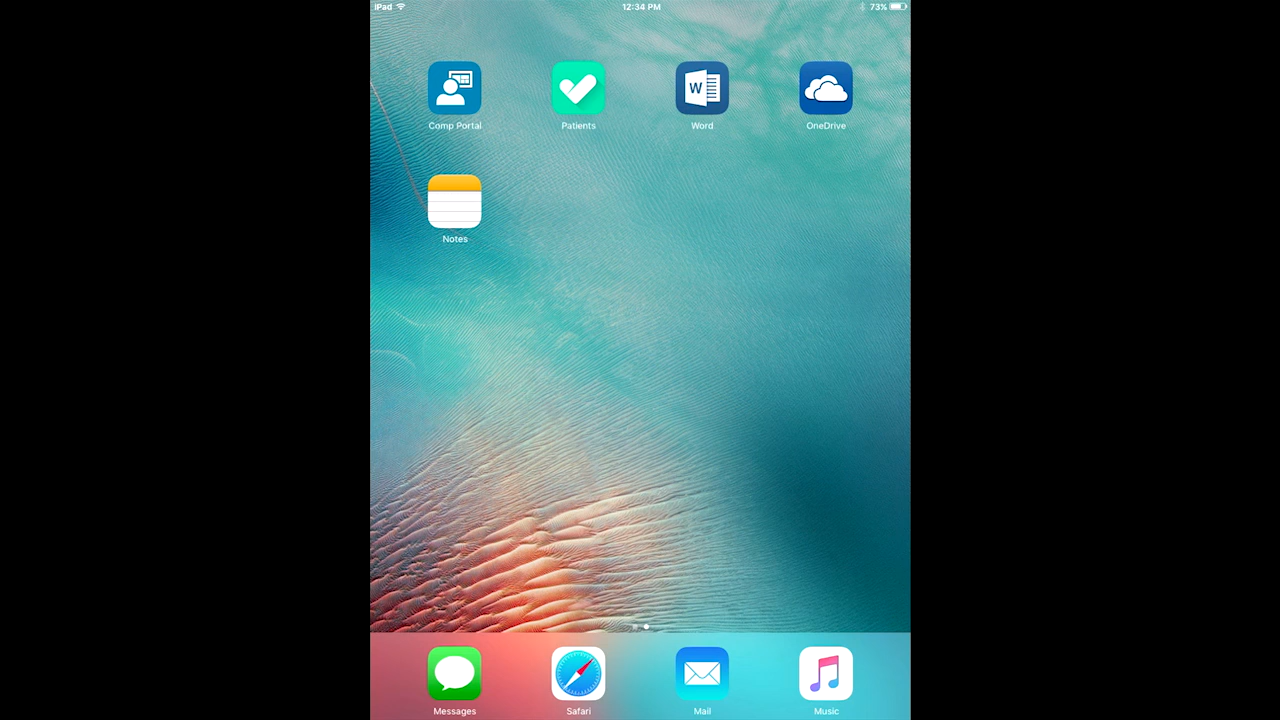 iPad 12:34 PM 73%
Comp Portal Patients Word OneDrive
W
Notes
Messages Safari Mail Music